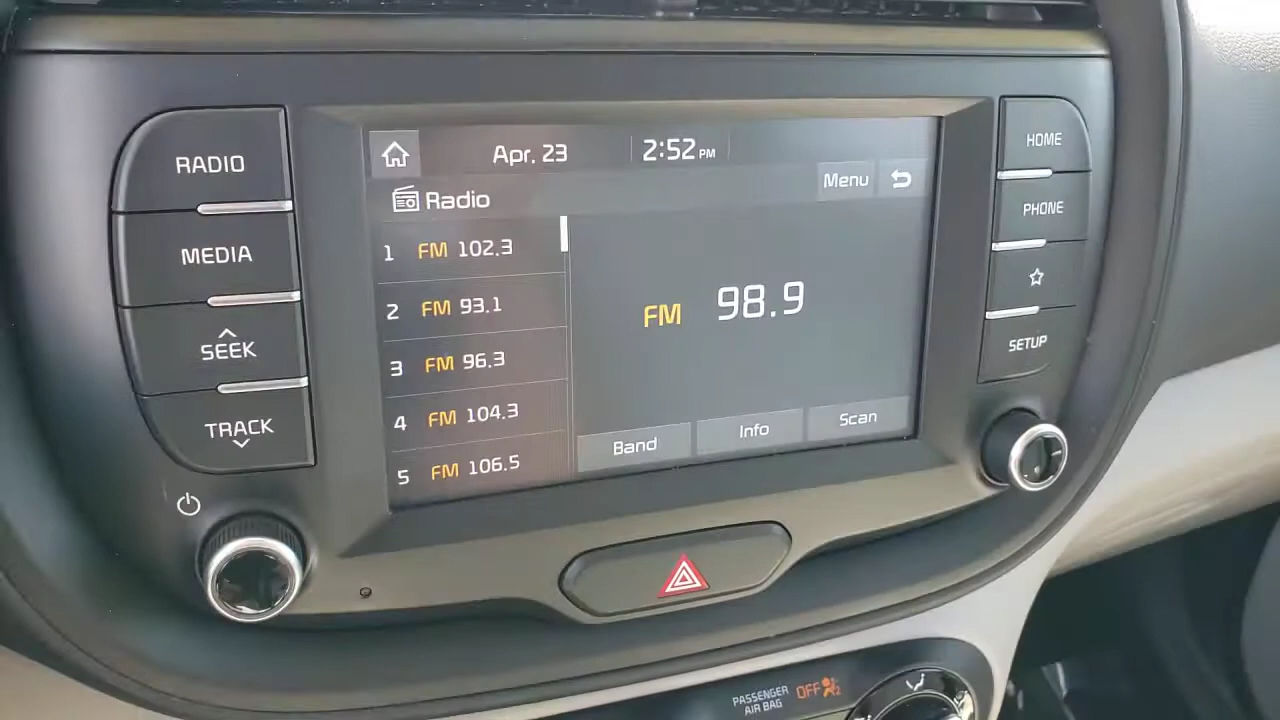 RADIO
MEDIA
SEEK
TRACK
Apr. 23
2:52 PM
Radio
Menu
1 FM 102.3
2 FM 93.1
3 FM 96.3
4 FM 104.3
5 FM 106.5
FM 98.9
Band
Info
Scan
HOME
PHONE
SETUP
PASSENGER
AIR BAG
OFF